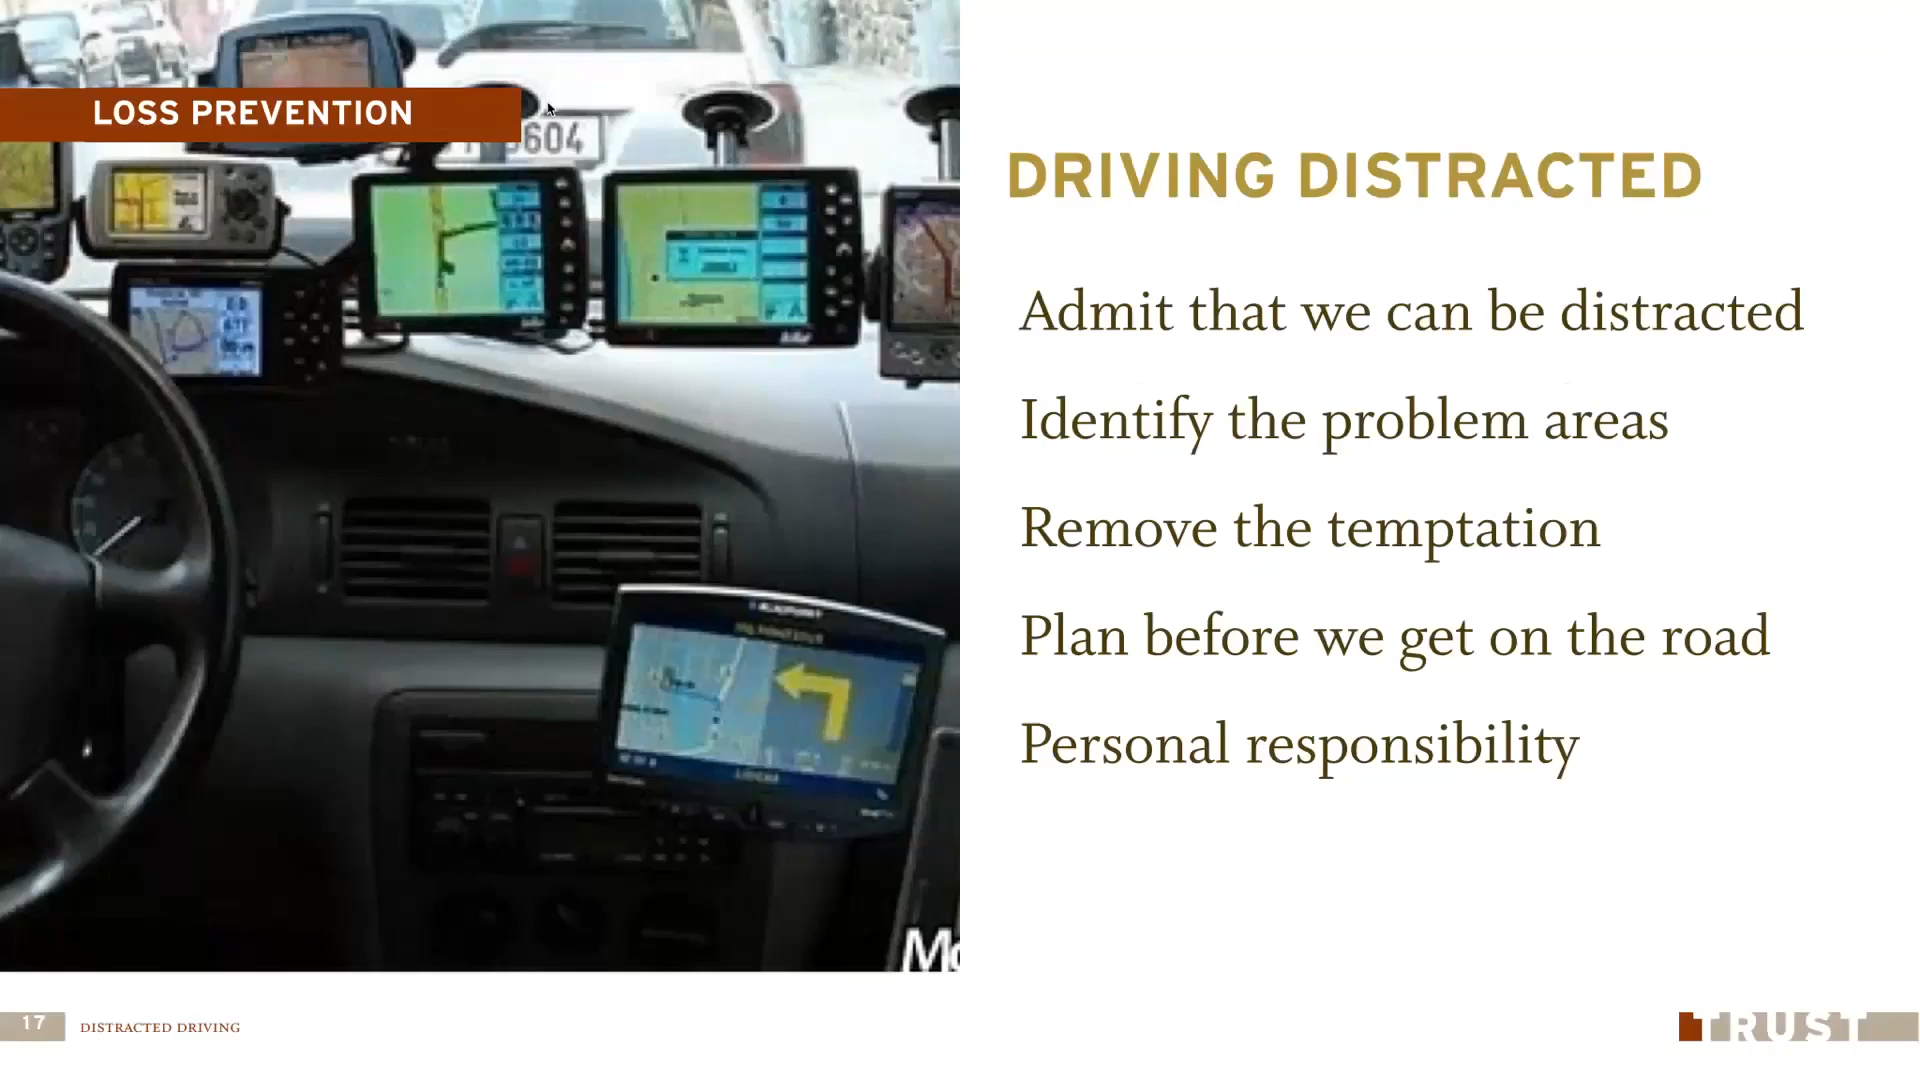 LOSS PREVENTION
604
DRIVING DISTRACTED
Admit that we can be distracted
Identify the problem areas
Remove the temptation
Plan before we get on the road
Personal responsibility
17
DISTRACTED DRIVING
TRUST